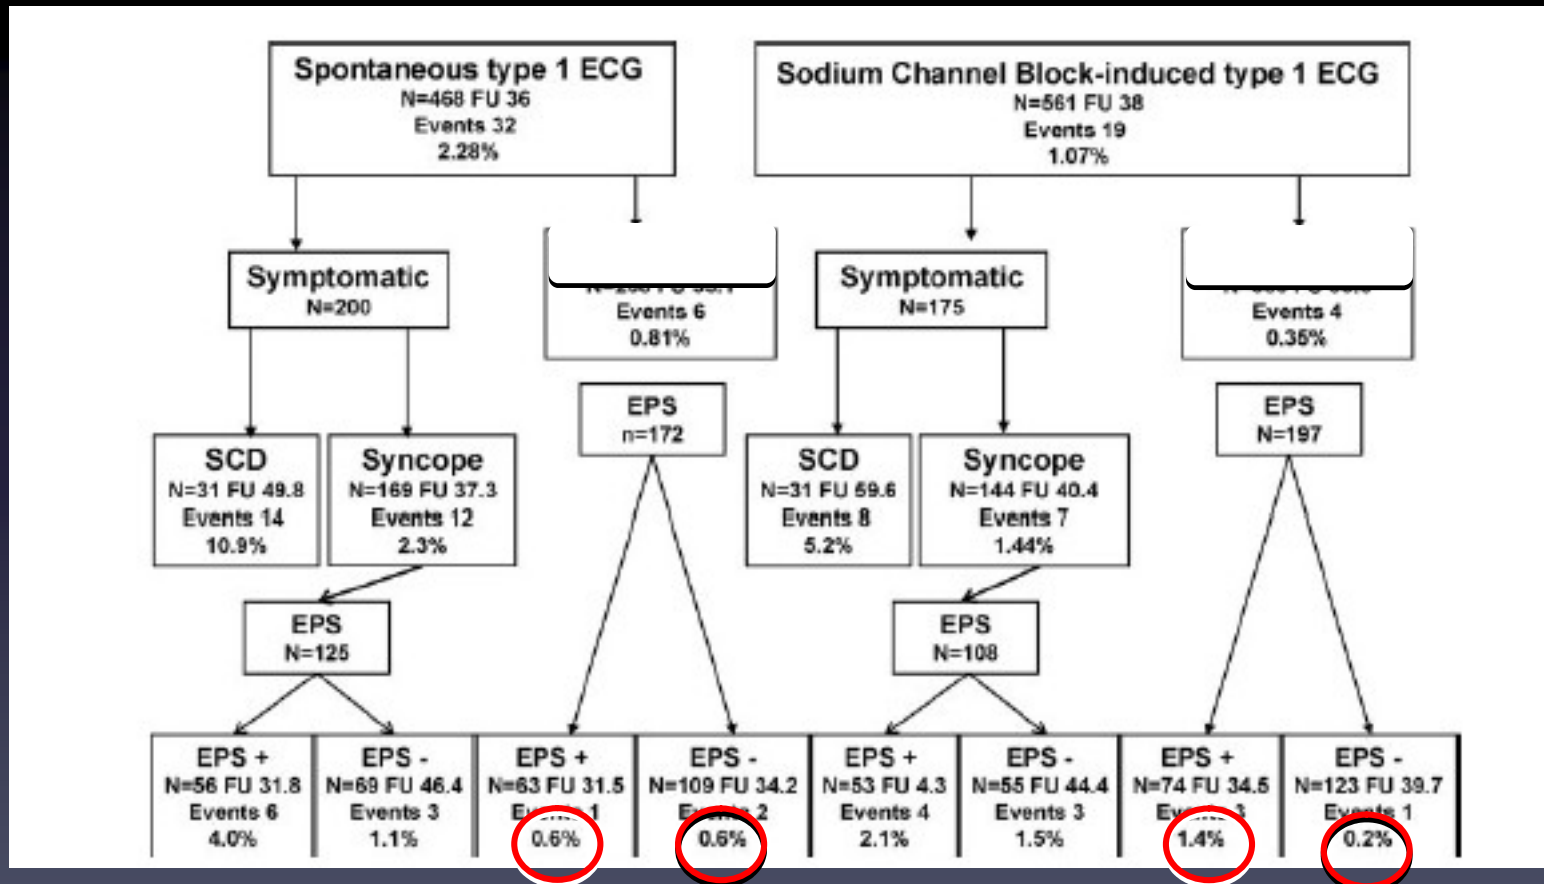 Spontaneous type 1 ECG
N=468 FU 36
Events 32
2.28%
Sodium Channel Block-induced type 1 ECG
N=561 FU 38
Events 19
1.07%
Symptomatic
N=200
Events 6
0.81%
Symptomatic
N=175
Events 4
0.35%
EPS
n=172
EPS
N=197
SCD
N=31 FU 49.8
Events 14
10.9%
Syncope
N=169 FU 37.3
Events 12
2.3%
SCD
N=31 FU 59.6
Events 8
5.2%
Syncope
N=144 FU 40.4
Events 7
1.44%
EPS
N=125
EPS
N=108
EPS +
N=56 FU 31.8
Events 6
4.0%
EPS -
N=69 FU 46.4
Events 3
1.1%
EPS +
N=63 FU 31.5
Events 1
0.6%
EPS -
N=109 FU 34.2
Events 2
0.6%
EPS +
N=53 FU 4.3
Events 4
2.1%
EPS -
N=55 FU 44.4
Events 3
1.5%
EPS +
N=74 FU 34.5
Events 3
1.4%
EPS -
N=123 FU 39.7
Events 1
0.2%